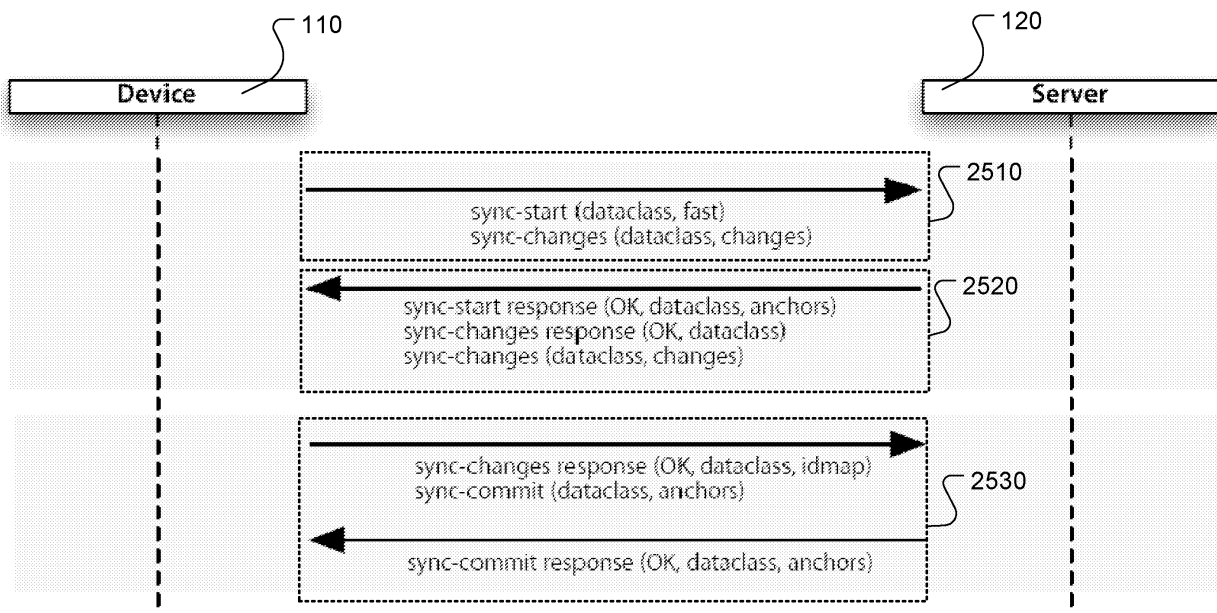 110
120
Device
Server
2510
sync-start (dataclass, fast)
sync-changes (dataclass, changes)
2520
sync-start response (OK, dataclass, anchors)
sync-changes response (OK, dataclass)
sync-changes (dataclass, changes)
sync-changes response (OK, dataclass, idmap)
sync-commit (dataclass, anchors)
2530
sync-commit response (OK, dataclass, anchors)